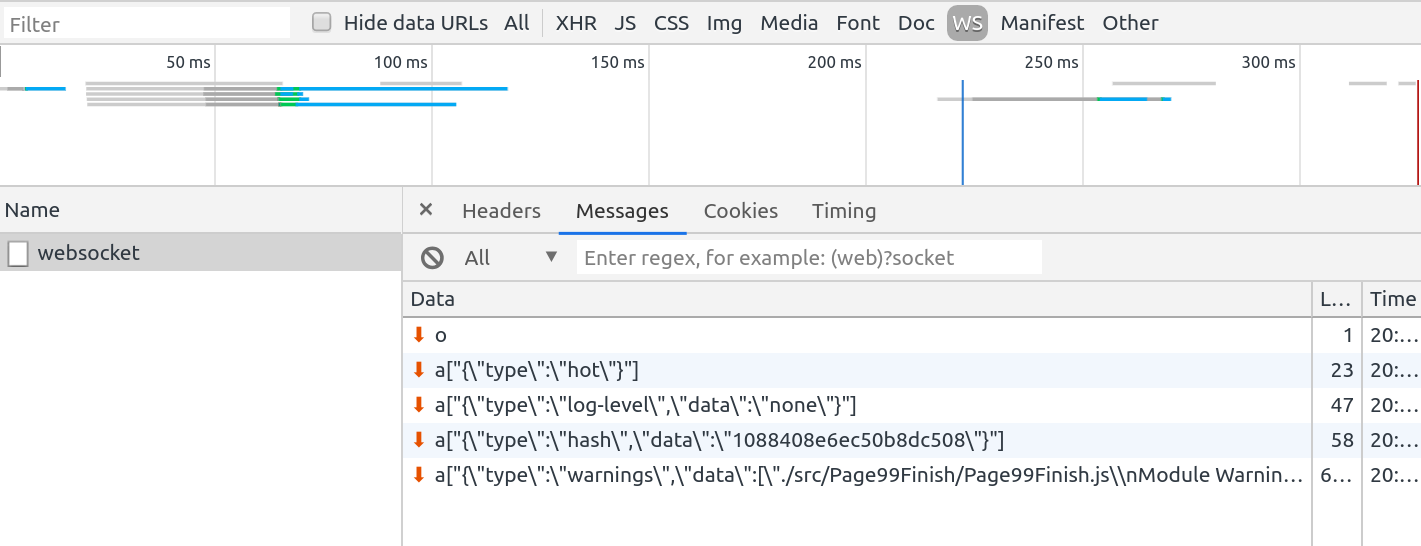 Filter Hide data URLs All XHR JS CSS Img Media Font Doc WS Manifest Other
50 ms 100 ms 150 ms 200 ms 250 ms 300 ms
Name × Headers Messages Cookies Timing
websocket All ▼ Enter regex, for example: (web)?socket
Data L... Time
o 1 20:...
a["{\"type\":\"hot\"}"] 23 20:...
a["{\"type\":\"log-level\",\"data\":\"none\"}"] 47 20:...
a["{\"type\":\"hash\",\"data\":\"1088408e6ec50b8dc508\"}"] 58 20:...
a["{\"type\":\"warnings\",\"data\":[\"./src/Page99Finish/Page99Finish.js\\nModule Warnin... 6... 20:...